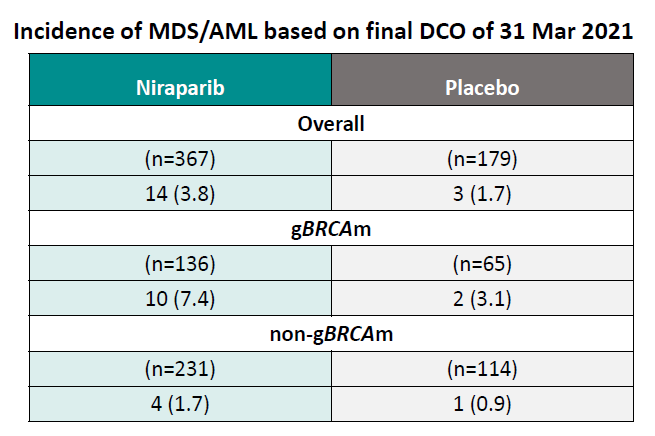 Incidence of MDS/AML based on final DCO of 31 Mar 2021
Niraparib Placebo
Overall
(n=367) (n=179)
14 (3.8) 3 (1.7)
gBRCAm
(n=136) (n=65)
10 (7.4) 2 (3.1)
non-gBRCAm
(n=231) (n=114)
4 (1.7) 1 (0.9)